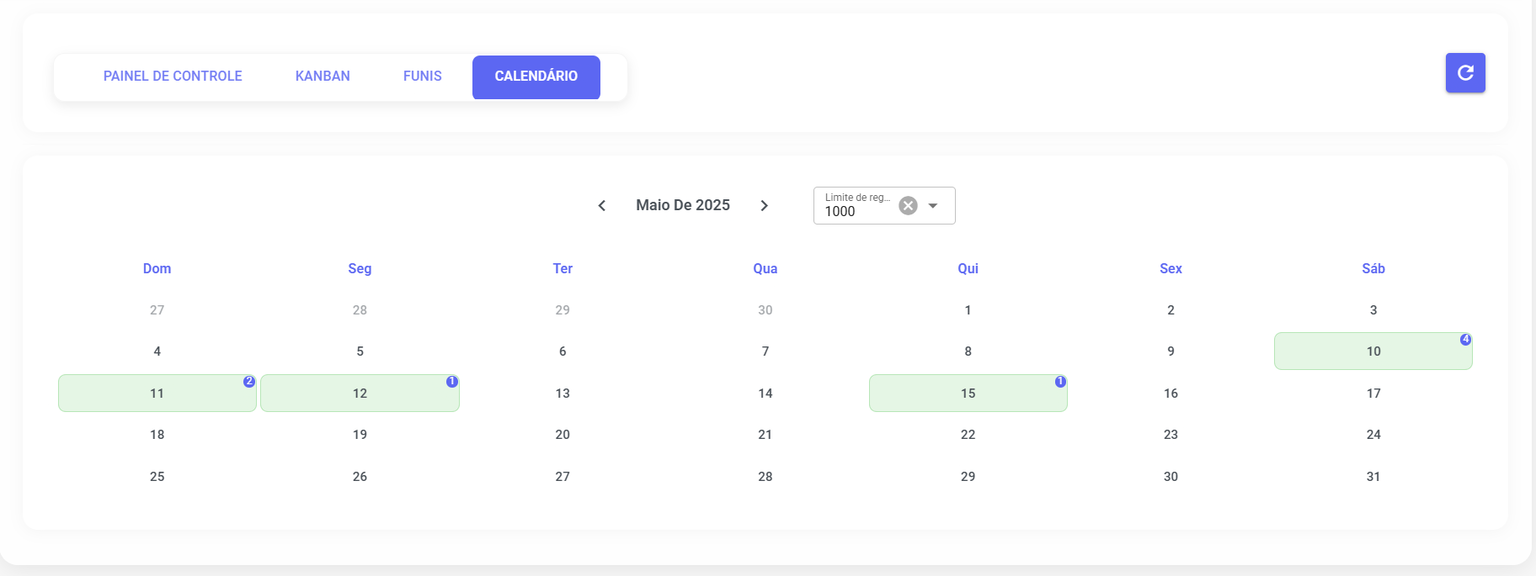 PAINEL DE CONTROLE KANBAN FUNIS CALENDÁRIO
Maio De 2025
Limite de reg...
1000
Dom Seg Ter Qua Qui Sex Sáb
27 28 29 30 1 2 3
4 5 6 7 8 9 10 4
11 2 12 1 13 14 15 1 16 17
18 19 20 21 22 23 24
25 26 27 28 29 30 31